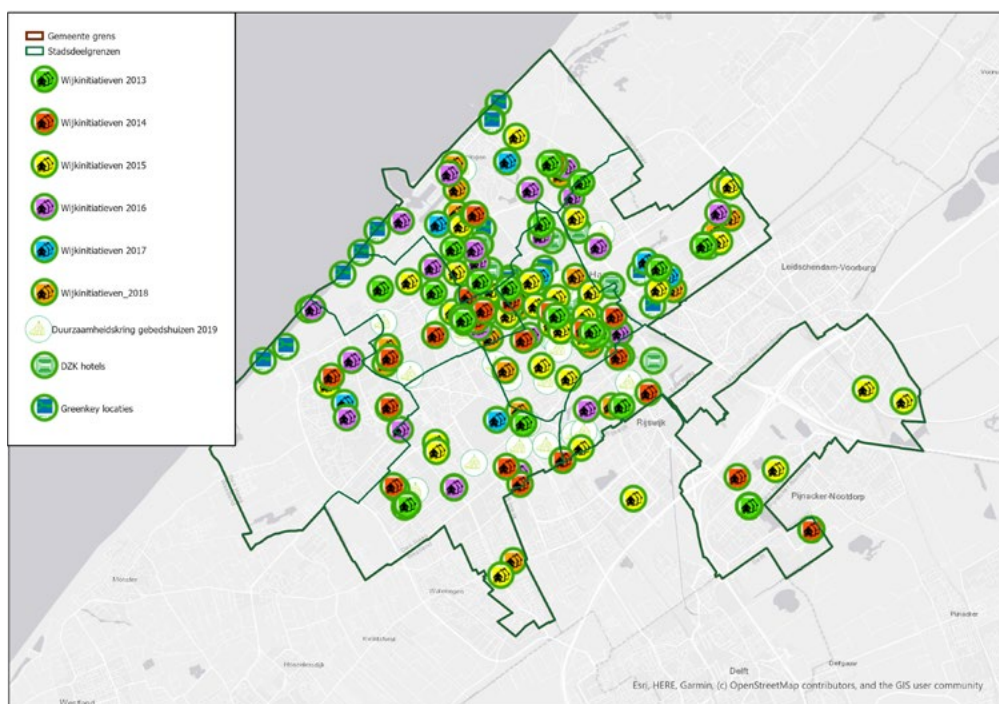 Gemeente grens
Stadsdeelgrenzen
Wijkinitiatieven 2013
Wijkinitiatieven 2014
Wijkinitiatieven 2015
Wijkinitiatieven 2016
Wijkinitiatieven 2017
Wijkinitiatieven_2018
Duurzaamheidskring gebedshuizen 2019
DZK hotels
Greenkey locaties
Leidschendam-Voorburg
Rijswijk
Pijnacker-Nootdorp
Wateringen
Delft
Esri, HERE, Garmin, (c) OpenStreetMap contributors, and the GIS user community